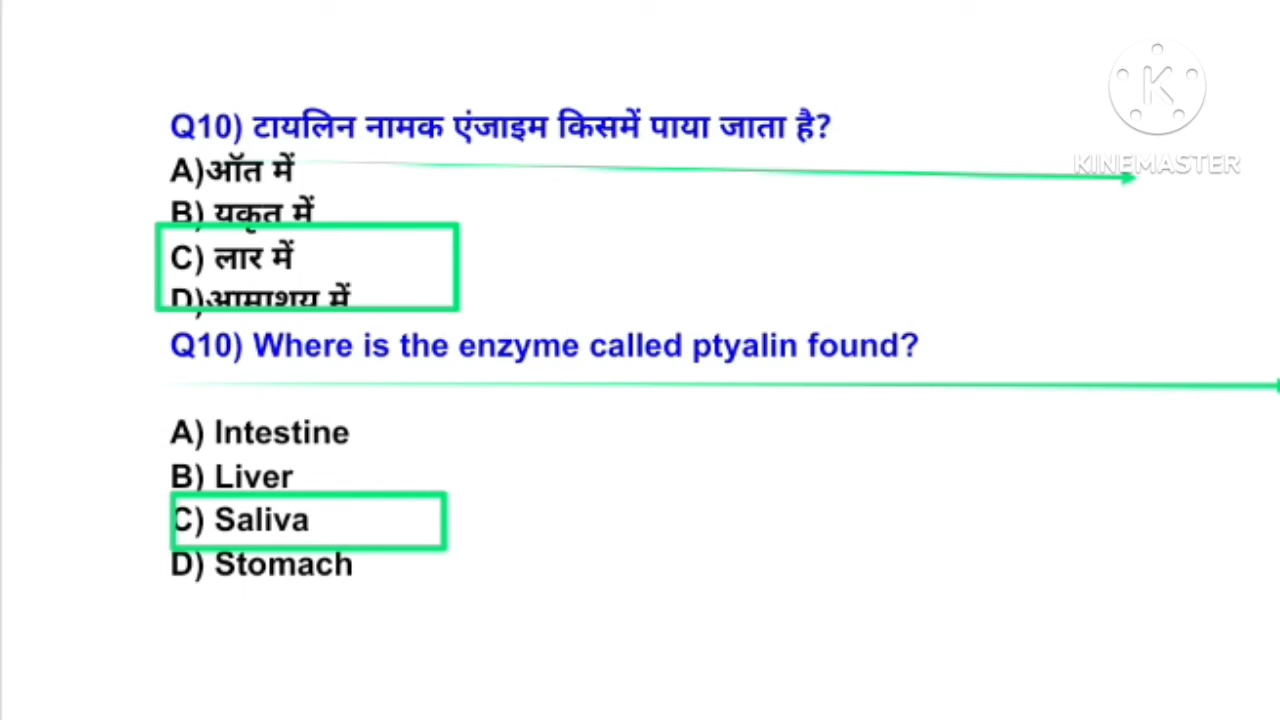 Q10) टायलिन नामक एंजाइम किसमें पाया जाता है?
A)ऑत में
B) यकृत में
C) लार में
D)आमाशय में
Q10) Where is the enzyme called ptyalin found?
A) Intestine
B) Liver
C) Saliva
D) Stomach
K
KINEMASTER